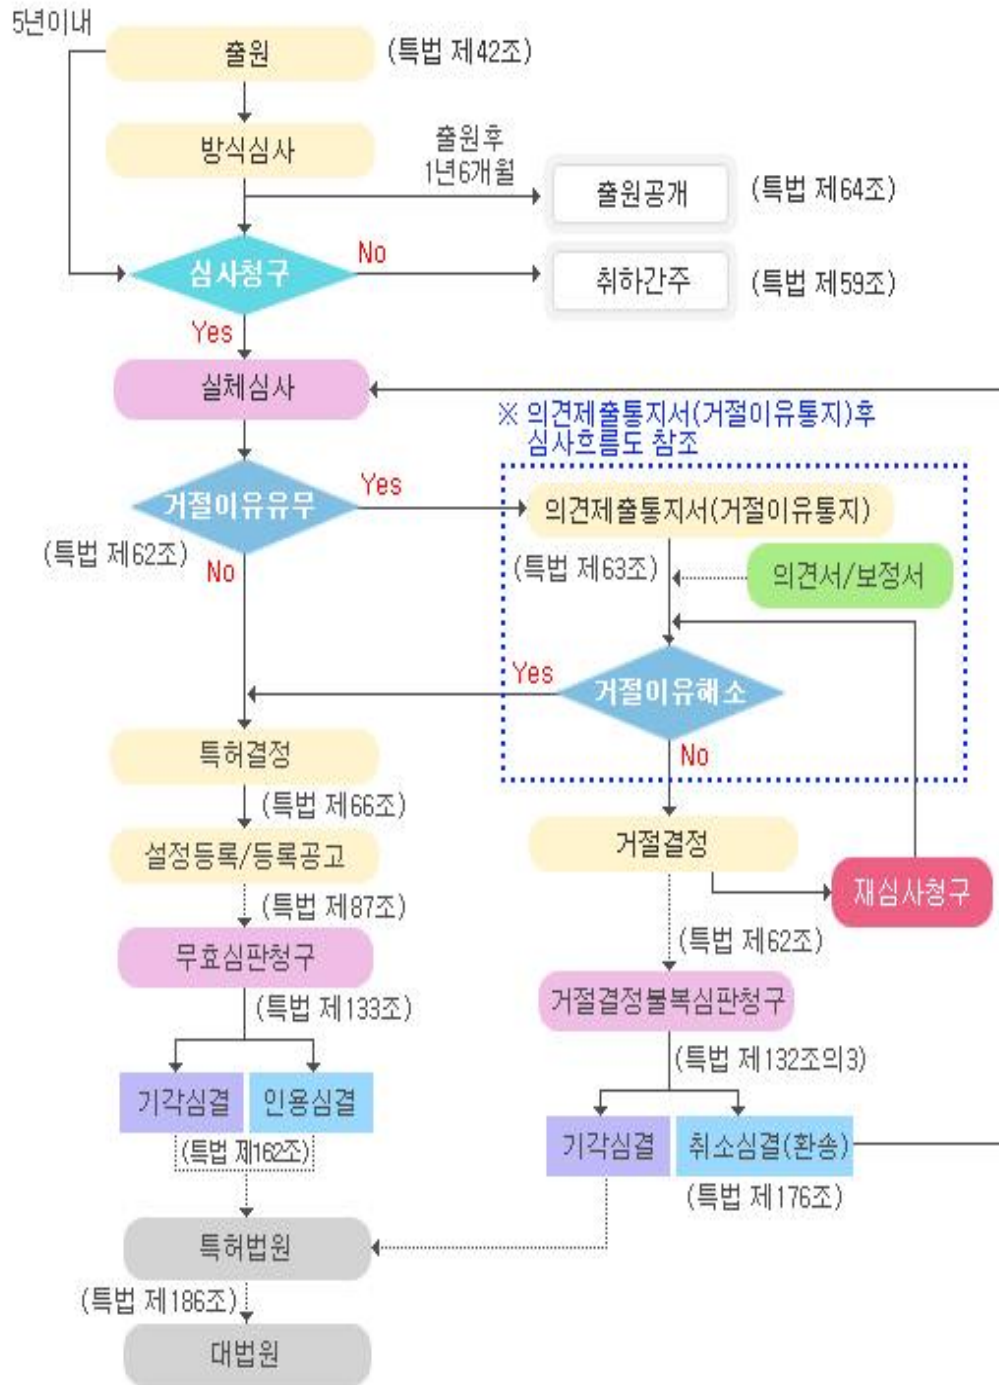 5년이내
출원
(특법 제42조)
방식심사
출원후
1년6개월
출원공개
(특법 제64조)
심사청구
No
취하간주
(특법 제59조)
Yes
실체심사
※ 의견제출통지서(거절이유통지)후
심사흐름도 참조
거절이유유무
Yes
의견제출통지서(거절이유통지)
(특법 제62조)
No
(특법 제63조)
의견서/보정서
Yes
거절이유해소
No
특허결정
(특법 제66조)
설정등록/등록공고
거절결정
재심사청구
(특법 제87조)
(특법 제62조)
무효심판청구
거절결정불복심판청구
(특법 제133조)
(특법 제132조의3)
기각심결
인용심결
(특법 제162조)
기각심결
취소심결(환송)
(특법 제176조)
특허법원
(특법 제186조)
대법원